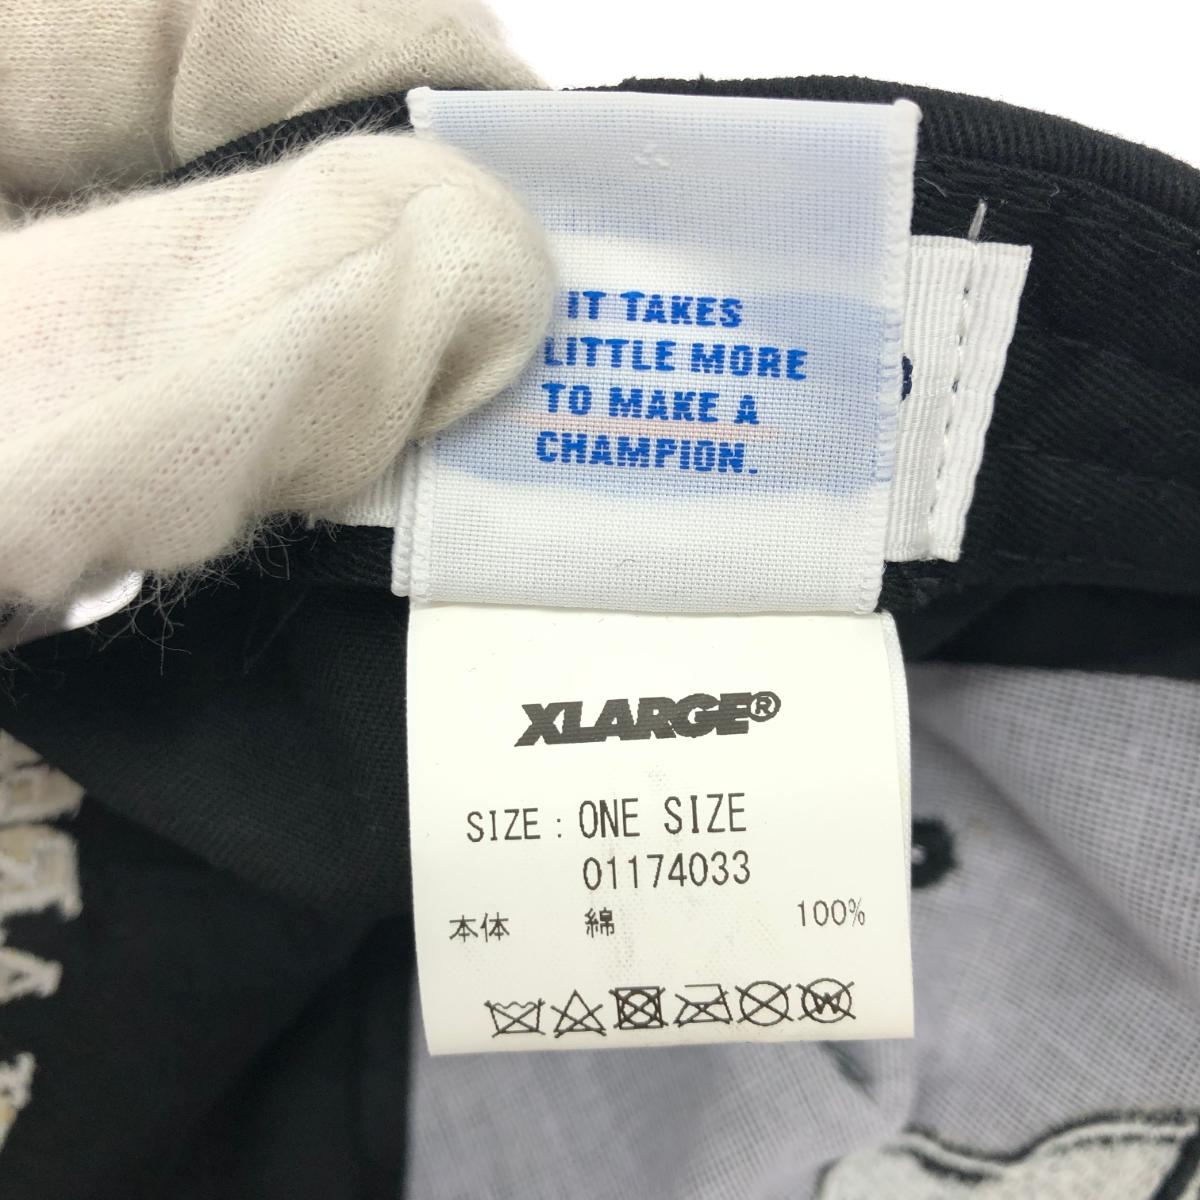 IT TAKES
LITTLE MORE
TO MAKE A
CHAMPION.
XLARGE®
SIZE : ONE SIZE
01174033
本体 綿 100%